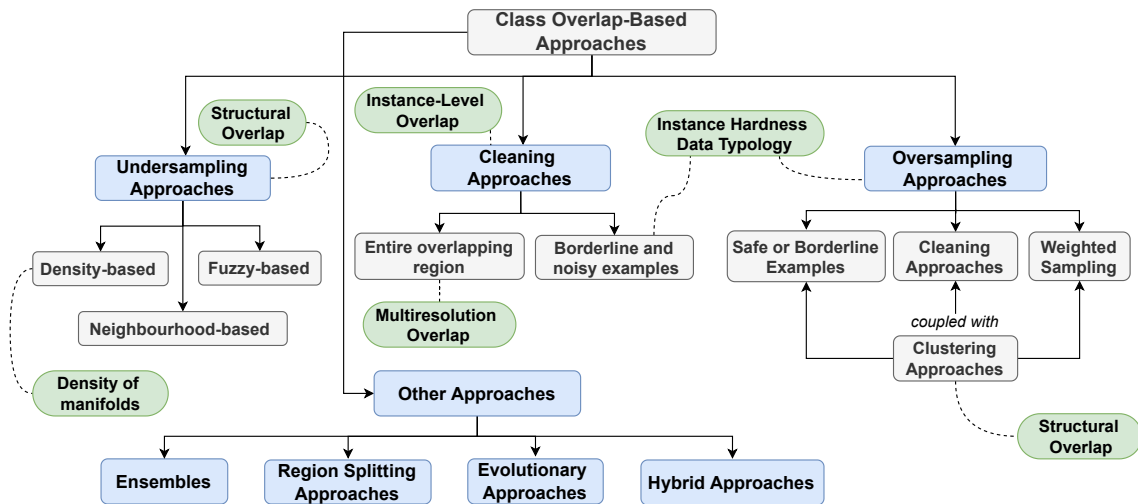 Class Overlap-Based
Approaches
Structural
Overlap
Instance-Level
Overlap
Instance Hardness
Data Typology
Undersampling
Approaches
Cleaning
Approaches
Oversampling
Approaches
Density-based
Fuzzy-based
Neighbourhood-based
Entire overlapping
region
Borderline and
noisy examples
Safe or Borderline
Examples
Cleaning
Approaches
Weighted
Sampling
Multiresolution
Overlap
coupled with
Clustering
Approaches
Density of
manifolds
Other Approaches
Structural
Overlap
Ensembles
Region Splitting
Approaches
Evolutionary
Approaches
Hybrid Approaches